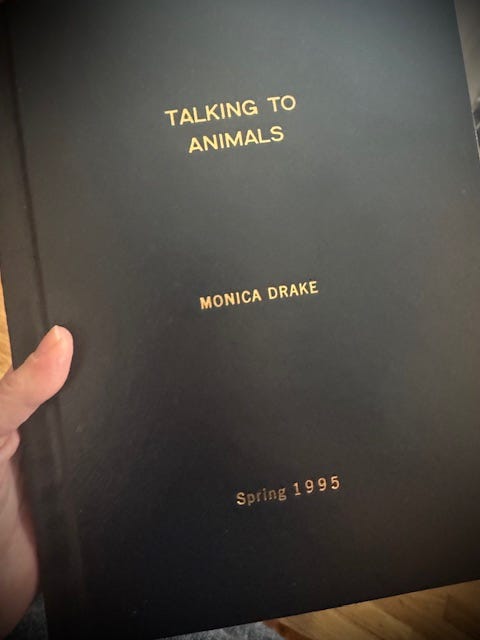 TALKING TO
ANIMALS
MONICA DRAKE
Spring 1995